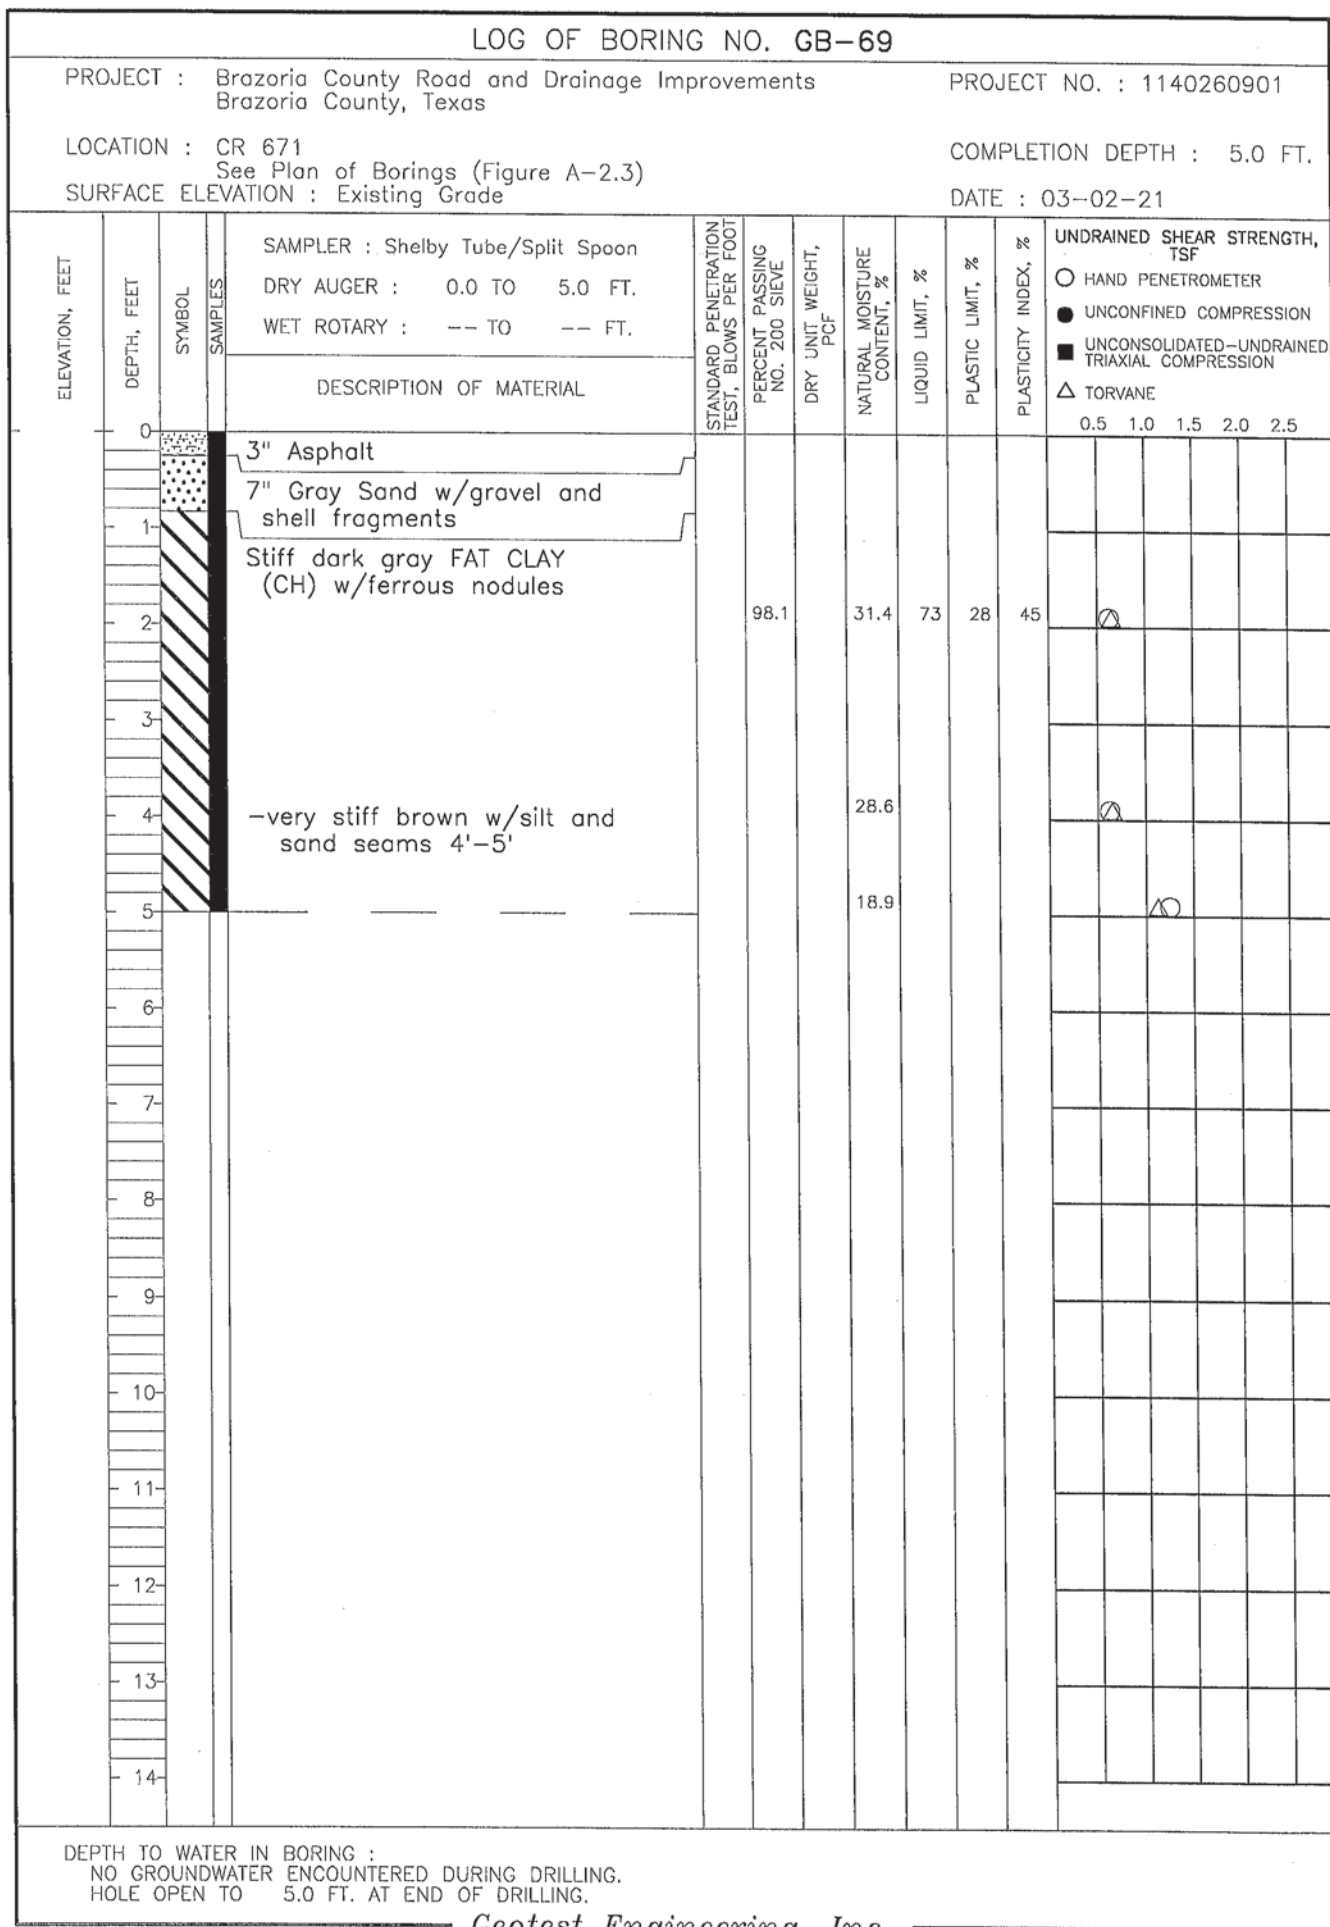 LOG OF BORING NO. GB-69
PROJECT : Brazoria County Road and Drainage Improvements
Brazoria County, Texas
PROJECT NO. : 1140260901
LOCATION : CR 671
See Plan of Borings (Figure A-2.3)
COMPLETION DEPTH : 5.0 FT.
SURFACE ELEVATION : Existing Grade
DATE : 03-02-21
ELEVATION, FEET
DEPTH, FEET
SYMBOL
SAMPLES
SAMPLER : Shelby Tube/Split Spoon
DRY AUGER : 0.0 TO 5.0 FT.
WET ROTARY : -- TO -- FT.
DESCRIPTION OF MATERIAL
STANDARD PENETRATION
TEST, BLOWS PER FOOT
PERCENT PASSING
NO. 200 SIEVE
DRY UNIT WEIGHT,
PCF
NATURAL MOISTURE
CONTENT, %
LIQUID LIMIT, %
PLASTIC LIMIT, %
PLASTICITY INDEX, %
UNDRAINED SHEAR STRENGTH,
TSF
HAND PENETROMETER
UNCONFINED COMPRESSION
UNCONSOLIDATED-UNDRAINED
TRIAXIAL COMPRESSION
TORVANE
0.5 1.0 1.5 2.0 2.5
0
3" Asphalt
7" Gray Sand w/gravel and
shell fragments
1
Stiff dark gray FAT CLAY
(CH) w/ferrous nodules
2
98.1 31.4 73 28 45
3
4
-very stiff brown w/silt and
sand seams 4'-5'
28.6
18.9
5
6
7
8
9
10
11
12
13
14
DEPTH TO WATER IN BORING :
NO GROUNDWATER ENCOUNTERED DURING DRILLING.
HOLE OPEN TO 5.0 FT. AT END OF DRILLING.
Geotest Engineering, Inc.